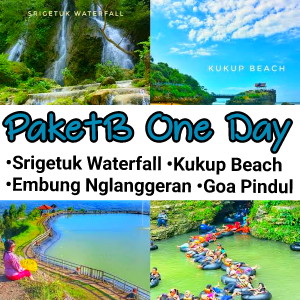 SRIGETUK WATERFALL
KUKUP BEACH
PaketB One Day
•Srigetuk Waterfall •Kukup Beach
•Embung Nglanggeran •Goa Pindul